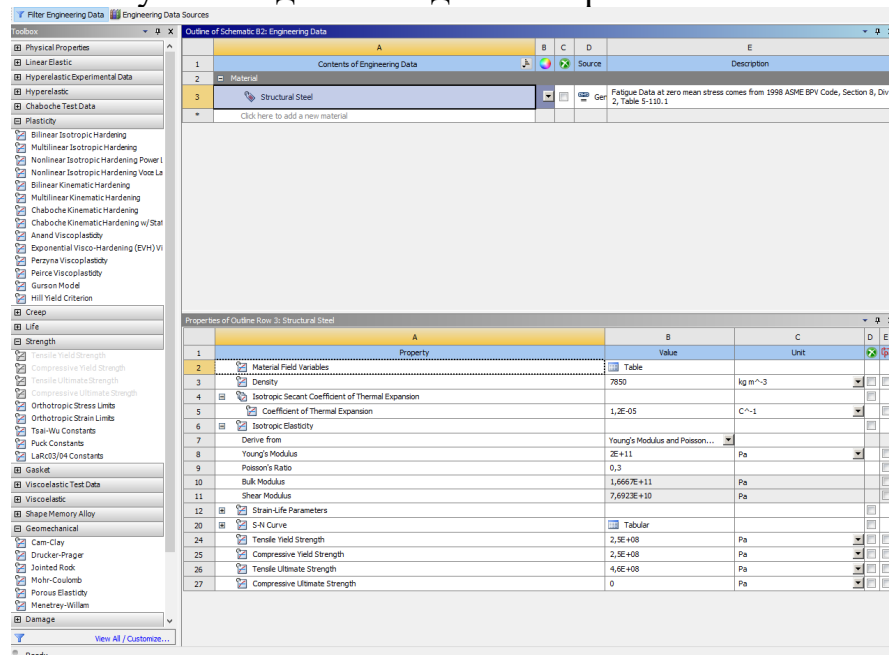 Filter Engineering Data Engineering Data Sources
Toolbox
Physical Properties
Linear Elastic
Hyperelastic Experimental Data
Hyperelastic
Chaboche Test Data
Plasticity
Bilinear Isotropic Hardening
Multilinear Isotropic Hardening
Nonlinear Isotropic Hardening Power L
Nonlinear Isotropic Hardening Voce La
Bilinear Kinematic Hardening
Multilinear Kinematic Hardening
Chaboche Kinematic Hardening
Chaboche Kinematic Hardening w/Stat
Anand Viscoplasticity
Exponential Visco-Hardening (EVH) Vi
Perzyna Viscoplasticity
Peirce Viscoplasticity
Gurson Model
Hill Yield Criterion
Creep
Life
Strength
Tensile Yield Strength
Compressive Yield Strength
Tensile Ultimate Strength
Compressive Ultimate Strength
Orthotropic Stress Limits
Orthotropic Strain Limits
Tsai-Wu Constants
Puck Constants
LaRc03/04 Constants
Gasket
Viscoelastic Test Data
Viscoelastic
Shape Memory Alloy
Geomechanical
Cam-Clay
Drucker-Prager
Jointed Rock
Mohr-Coulomb
Porous Elasticity
Menetrey-Willam
Damage
View All / Customize...
Ready
Outline of Schematic B2: Engineering Data
A B C D E
1 Contents of Engineering Data Source Description
2 Material
3 Structural Steel Gen Fatigue Data at zero mean stress comes from 1998 ASME BPV Code, Section 8, Div
2, Table 5-110.1
* Click here to add a new material
Properties of Outline Row 3: Structural Steel
A B C D E
1 Property Value Unit
2 Material Field Variables Table
3 Density 7850 kg m^-3
4 Isotropic Secant Coefficient of Thermal Expansion
5 Coefficient of Thermal Expansion 1,2E-05 C^-1
6 Isotropic Elasticity
7 Derive from Young's Modulus and Poisson...
8 Young's Modulus 2E+11 Pa
9 Poisson's Ratio 0,3
10 Bulk Modulus 1,6667E+11 Pa
11 Shear Modulus 7,6923E+10 Pa
12 Strain-Life Parameters
20 S-N Curve Tabular
24 Tensile Yield Strength 2,5E+08 Pa
25 Compressive Yield Strength 2,5E+08 Pa
26 Tensile Ultimate Strength 4,6E+08 Pa
27 Compressive Ultimate Strength 0 Pa